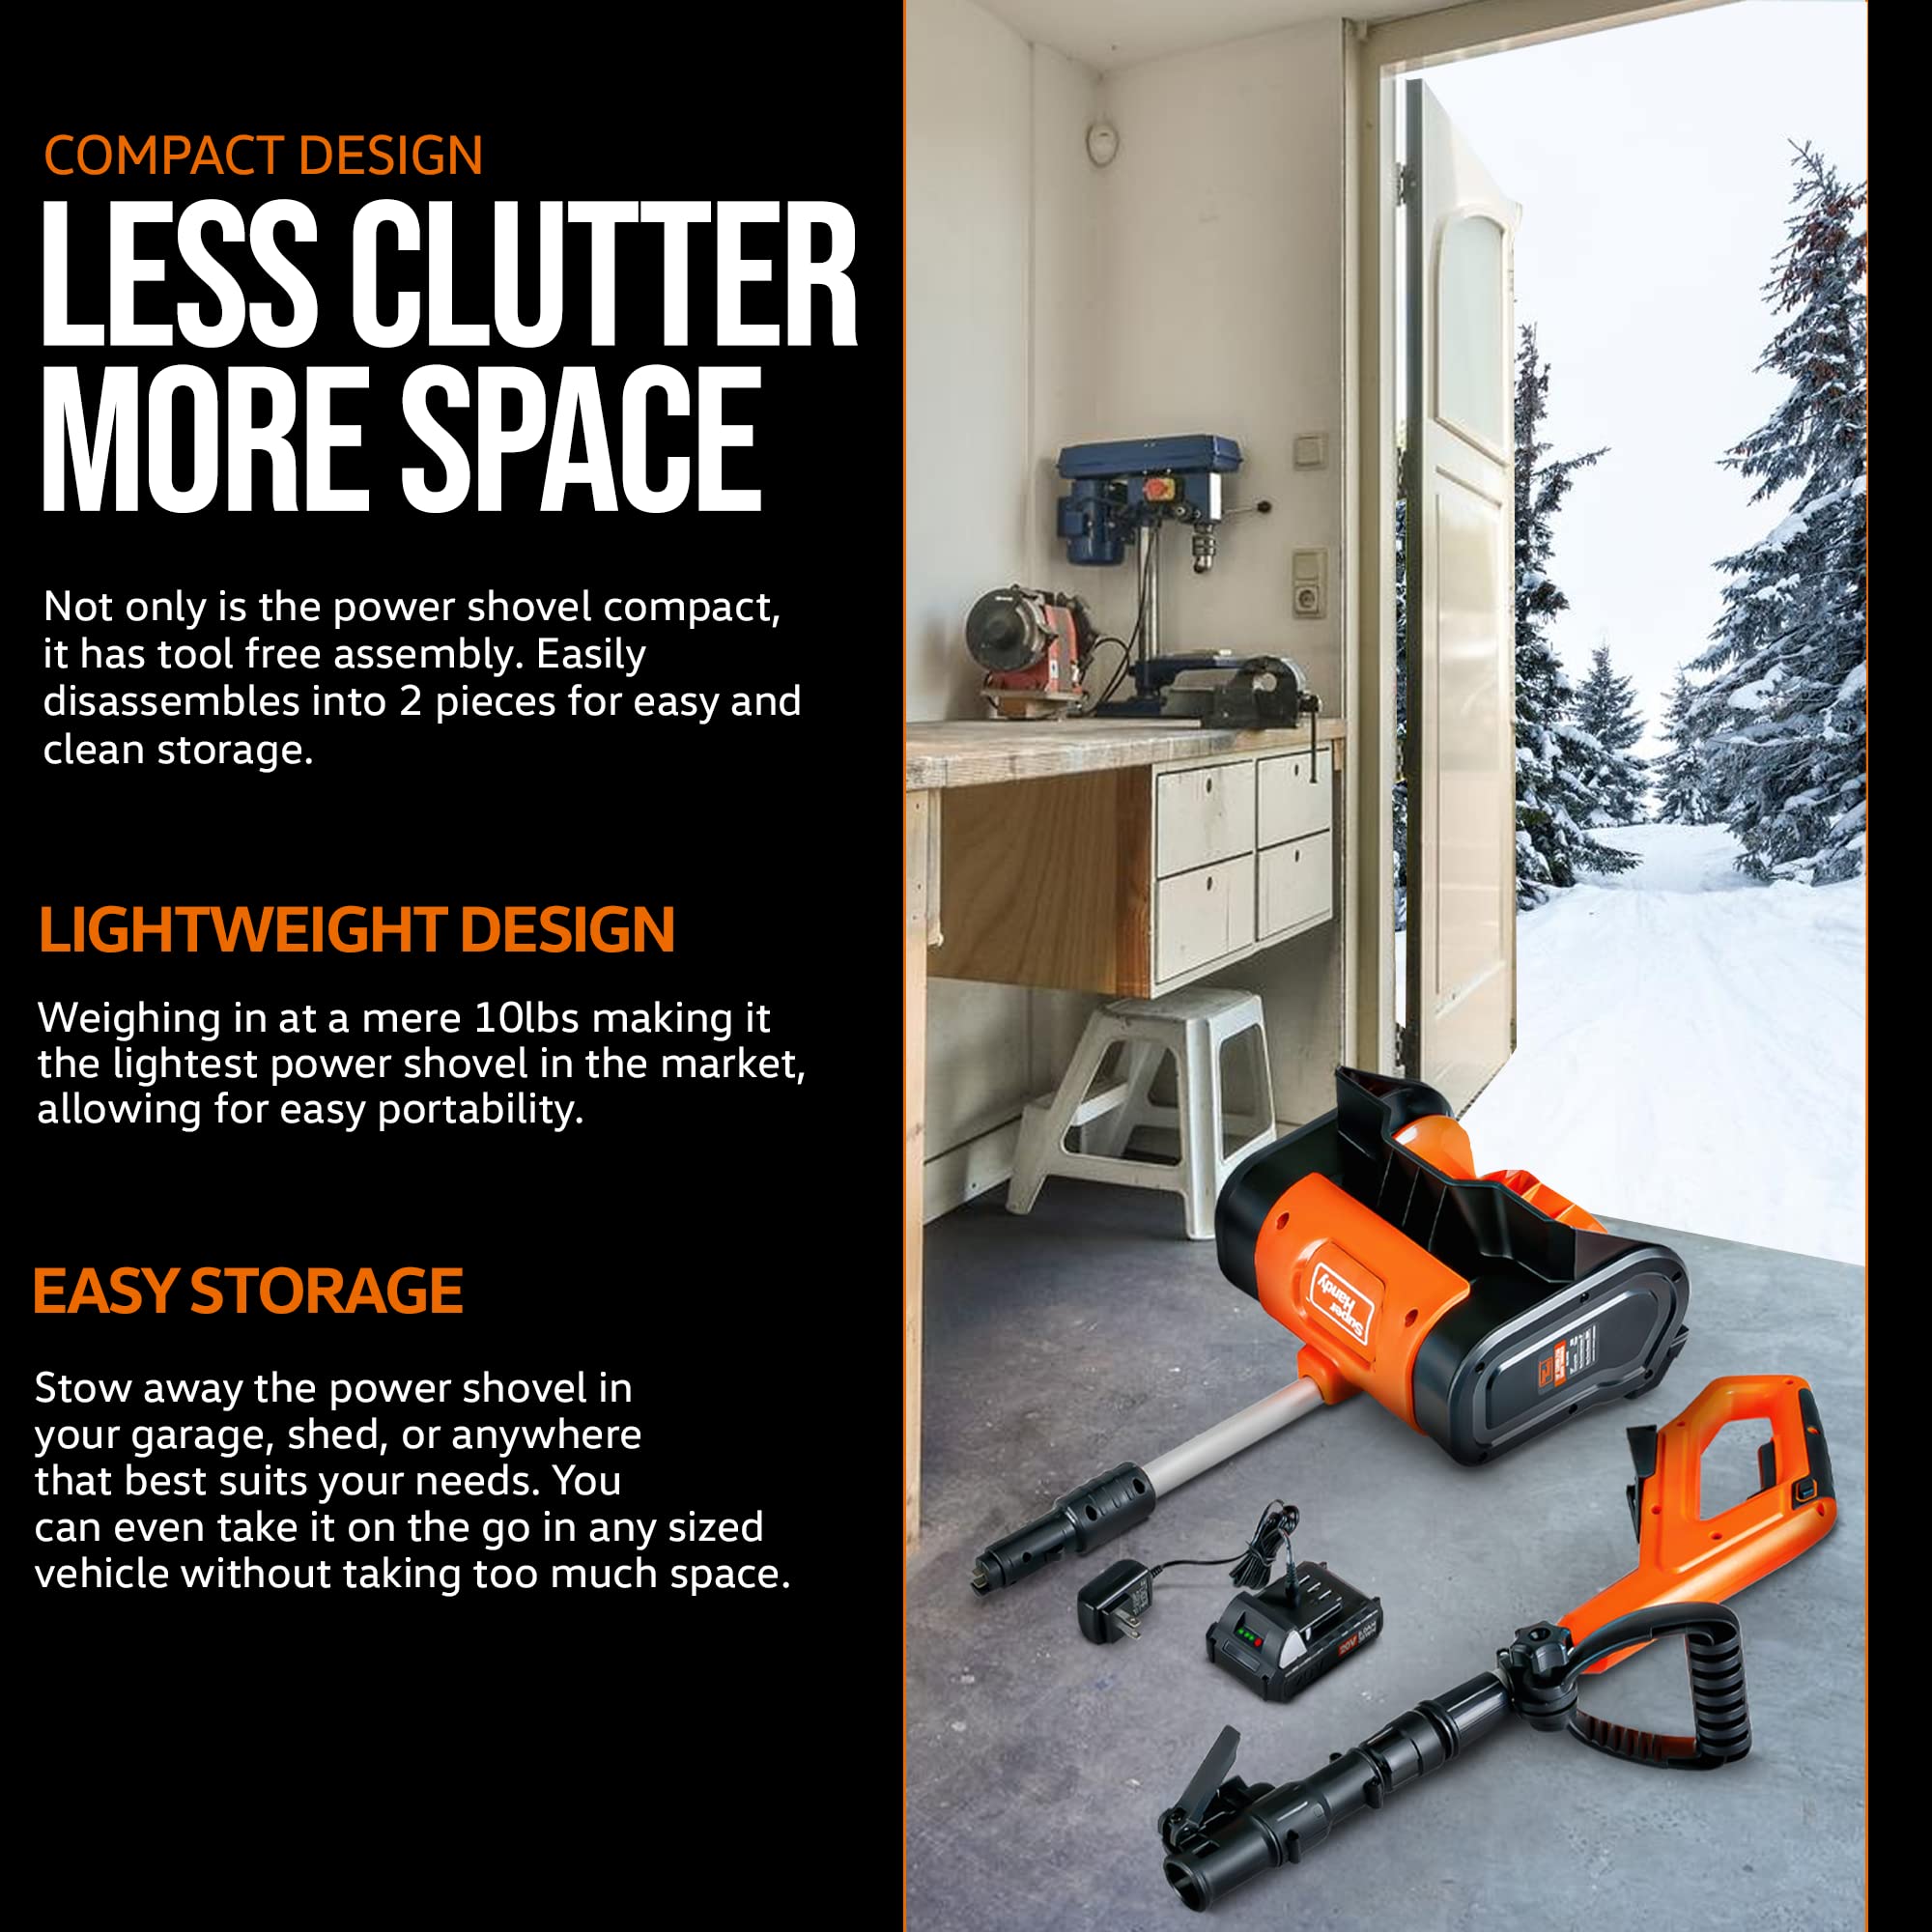 COMPACT DESIGN
LESS CLUTTER
MORE SPACE
Not only is the power shovel compact,
it has tool free assembly. Easily
disassembles into 2 pieces for easy and
clean storage.
LIGHTWEIGHT DESIGN
Weighing in at a mere 10lbs making it
the lightest power shovel in the market,
allowing for easy portability.
EASY STORAGE
Stow away the power shovel in
your garage, shed, or anywhere
that best suits your needs. You
can even take it on the go in any sized
vehicle without taking too much space.
Super
Handy
20V